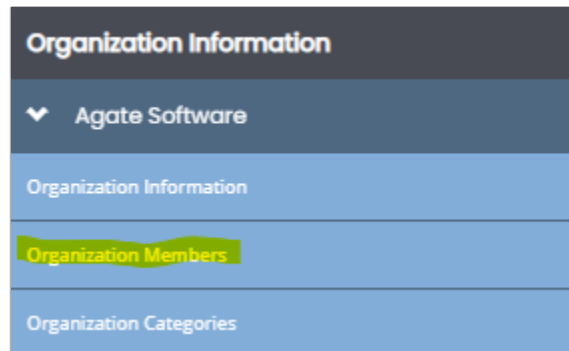 Organization Information
Agate Software
Organization Information
Organization Members
Organization Categories